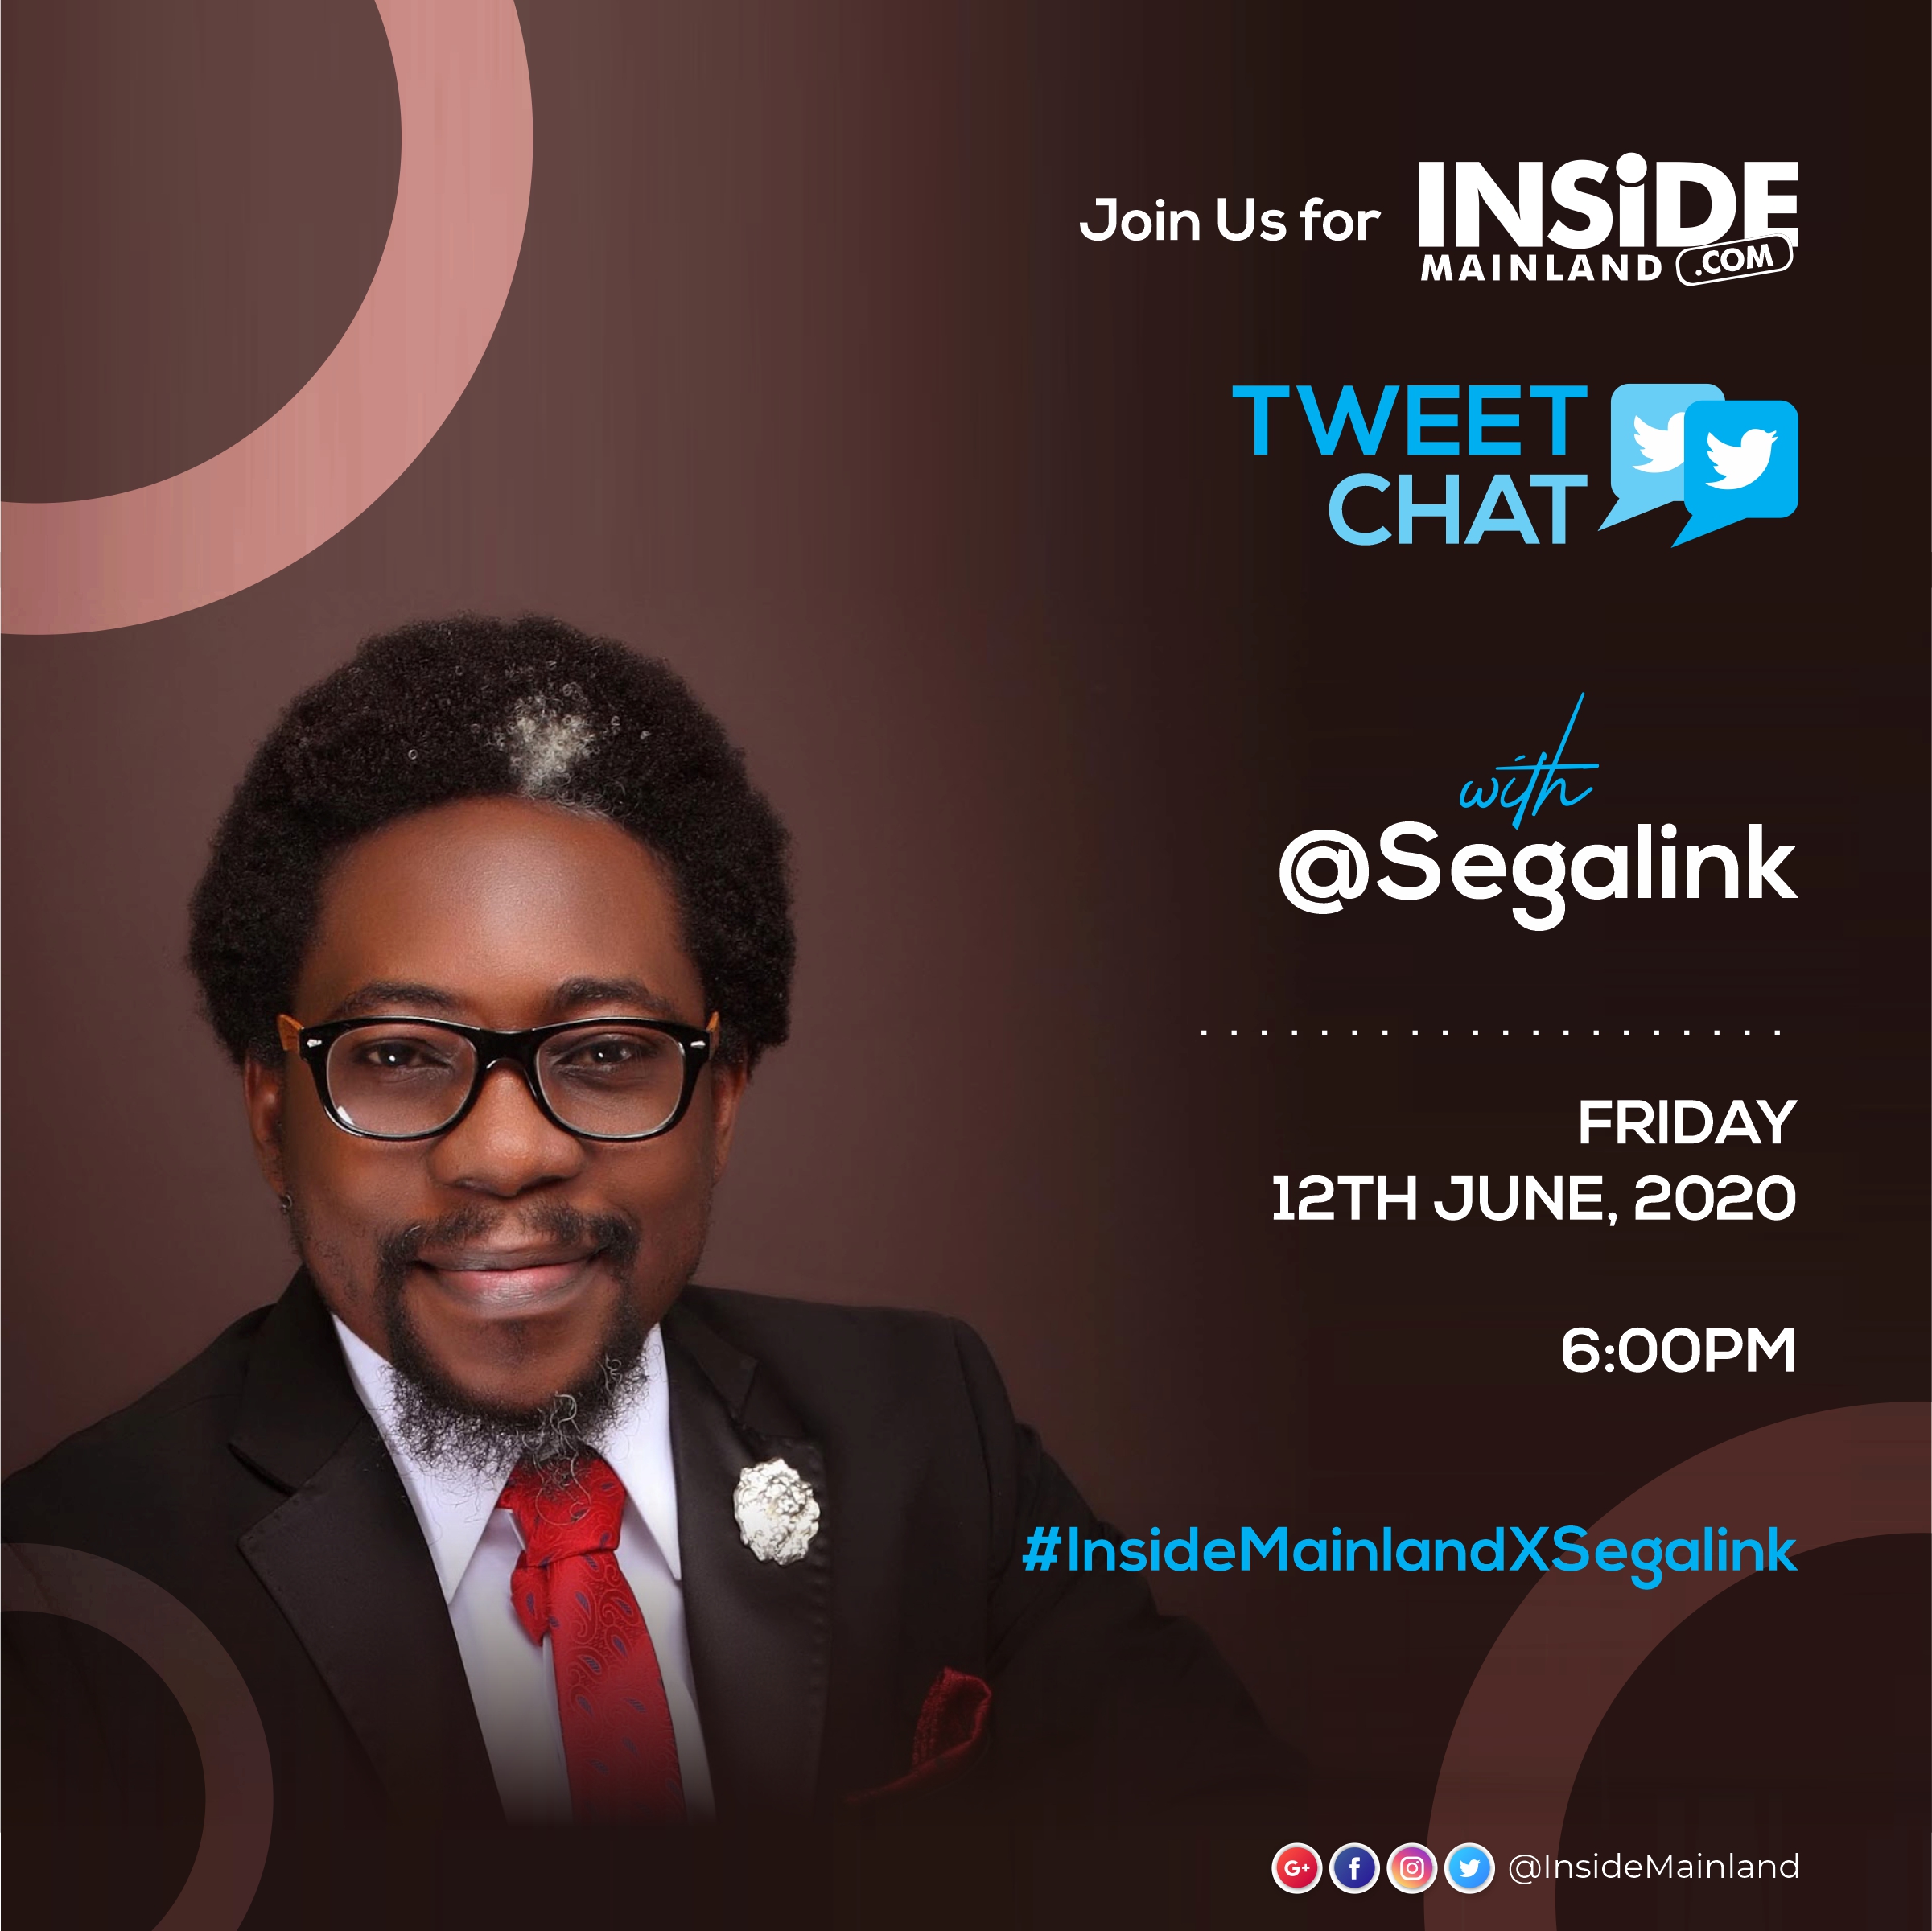 Join Us for INSiDE
MAINLAND .COM
TWEET
CHAT
with
@Segalink
FRIDAY
12TH JUNE, 2020
6:00PM
#InsideMainlandXSegalink
G+ f @InsideMainland